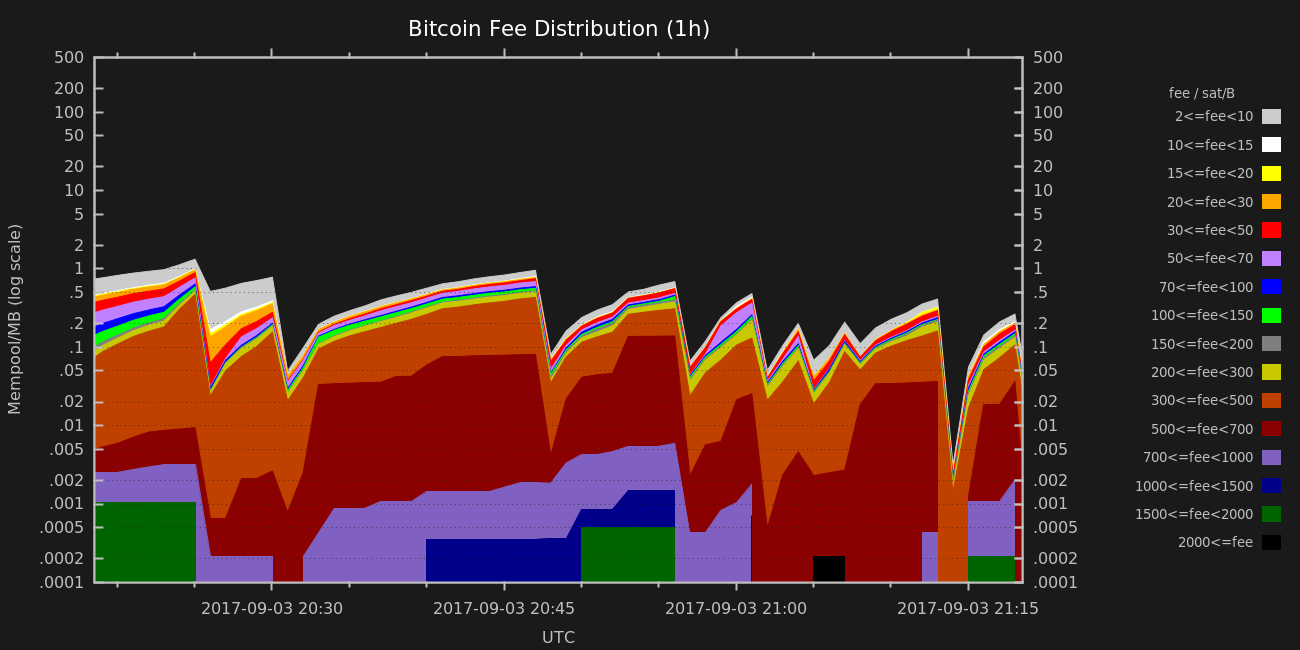 Bitcoin Fee Distribution (1h)
500 500
200 200
100 100
50 50
20 20
10 10
5 5
2 2
1 1
.5 .5
.2 .2
.1 .1
.05 .05
.02 .02
.01 .01
.005 .005
.002 .002
.001 .001
.0005 .0005
.0002 .0002
.0001 .0001
Mempool/MB (log scale)
2017-09-03 20:30 2017-09-03 20:45 2017-09-03 21:00 2017-09-03 21:15
UTC
fee / sat/B
2<=fee<10
10<=fee<15
15<=fee<20
20<=fee<30
30<=fee<50
50<=fee<70
70<=fee<100
100<=fee<150
150<=fee<200
200<=fee<300
300<=fee<500
500<=fee<700
700<=fee<1000
1000<=fee<1500
1500<=fee<2000
2000<=fee